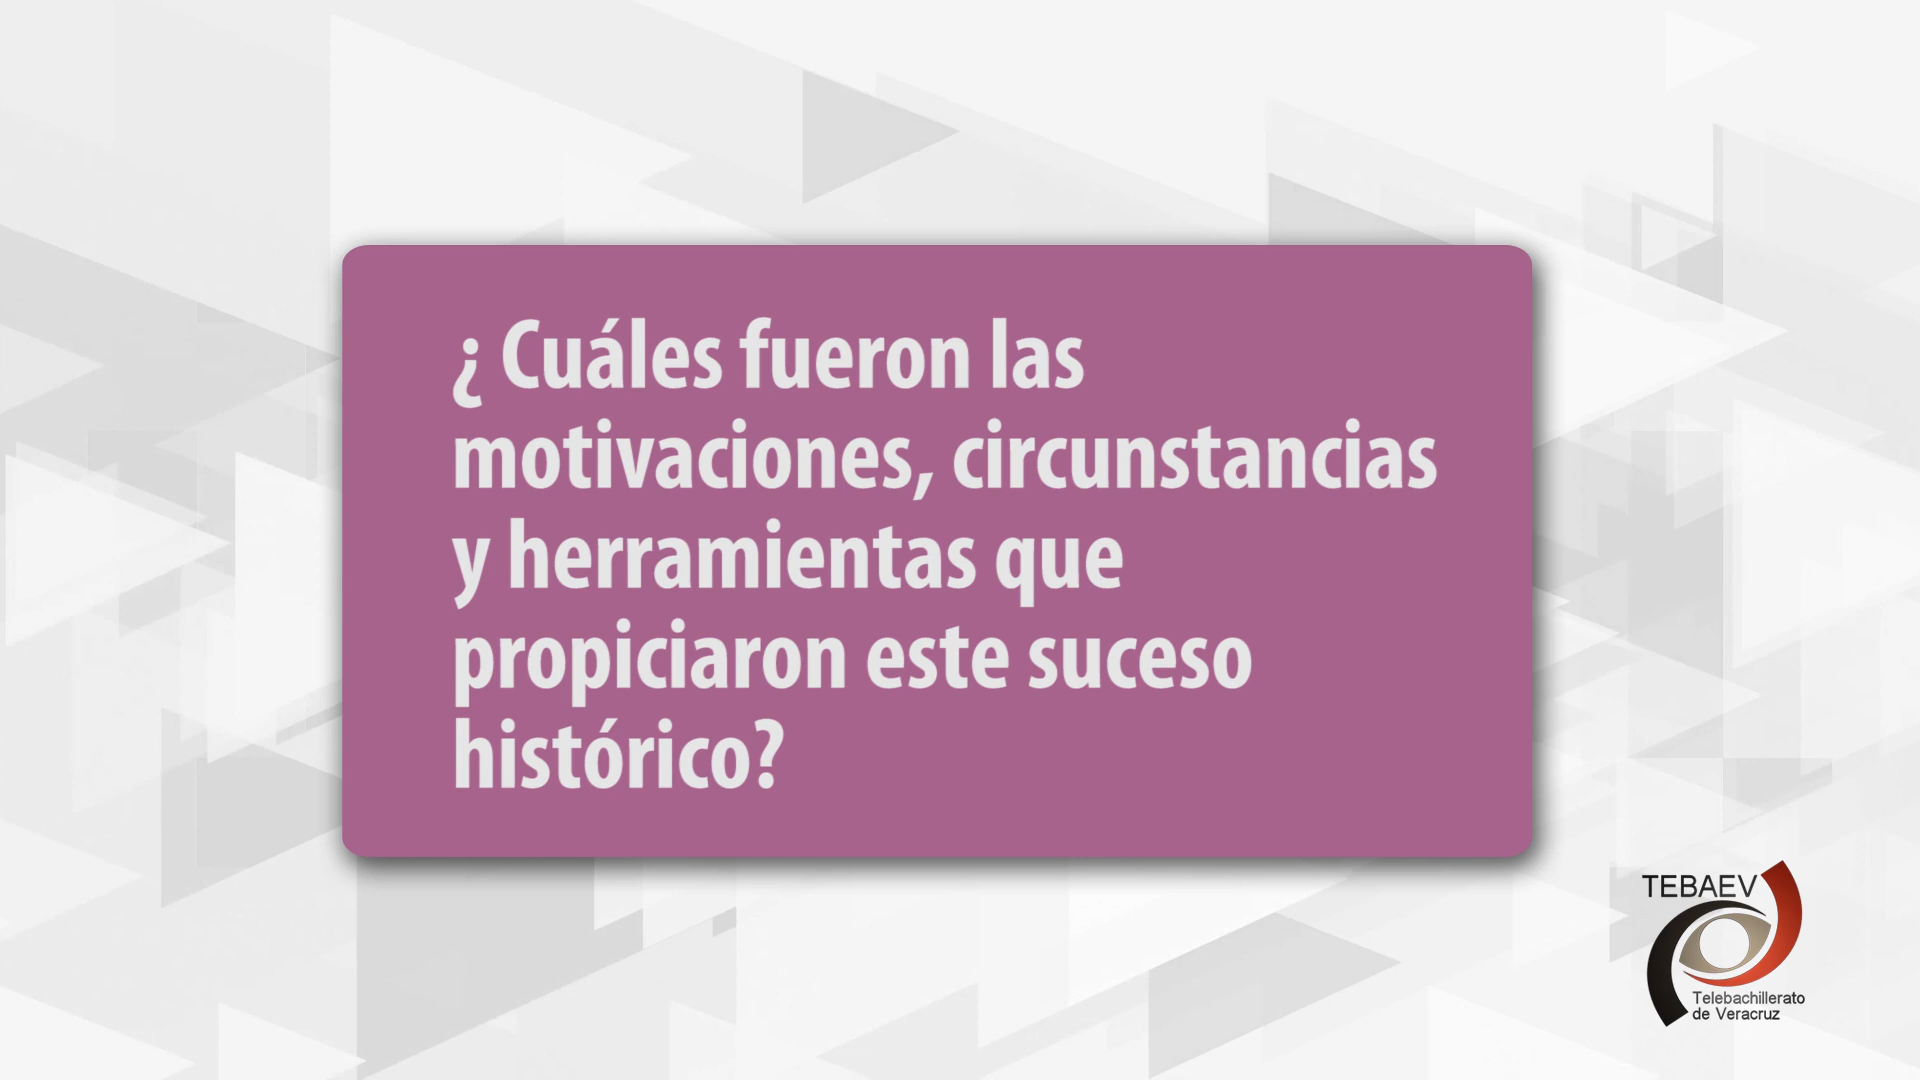 ¿ Cuáles fueron las
motivaciones, circunstancias
y herramientas que
propiciaron este suceso
histórico?
TEBAEV
Telebachillerato
de Veracruz